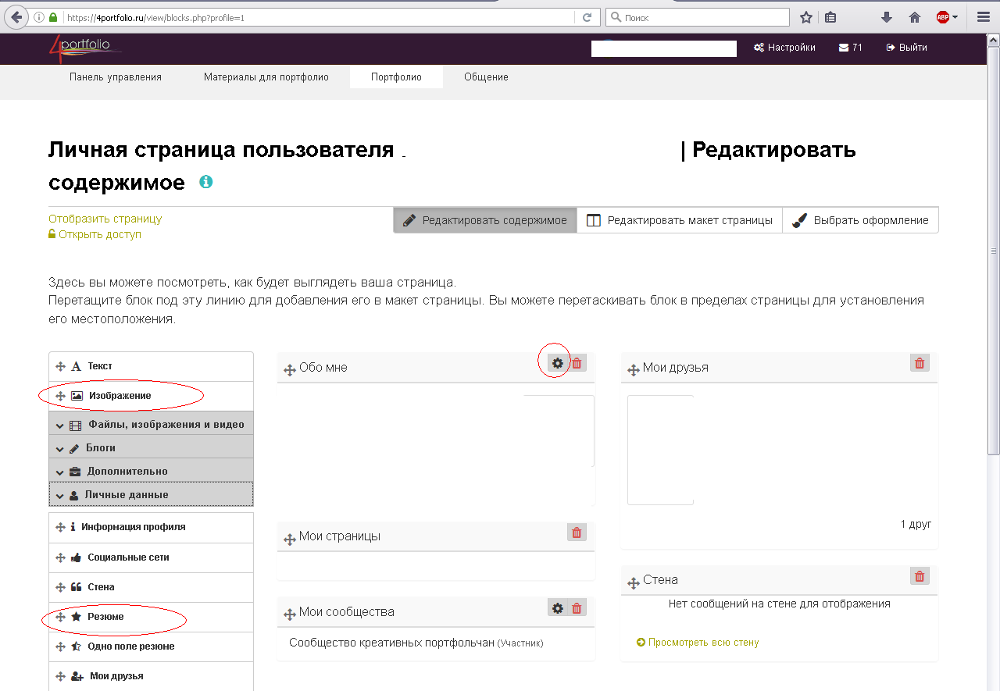 https://4portfolio.ru/view/blocks.php?profile=1
Поиск
ABP
4portfolio
Настройки
71
Выйти
Панель управления
Материалы для портфолио
Портфолио
Общение
Личная страница пользователя
| Редактировать
содержимое
Отобразить страницу
Открыть доступ
Редактировать содержимое
Редактировать макет страницы
Выбрать оформление
Здесь вы можете посмотреть, как будет выглядеть ваша страница.
Перетащите блок под эту линию для добавления его в макет страницы. Вы можете перетаскивать блок в пределах страницы для установления
его местоположения.
Текст
Изображение
Файлы, изображения и видео
Блоги
Дополнительно
Личные данные
Информация профиля
Социальные сети
Стена
Резюме
Одно поле резюме
Мои друзья
Обо мне
Мои страницы
Мои сообщества
Сообщество креативных портфольчан (Участник)
Мои друзья
1 друг
Стена
Нет сообщений на стене для отображения
Просмотреть всю стену